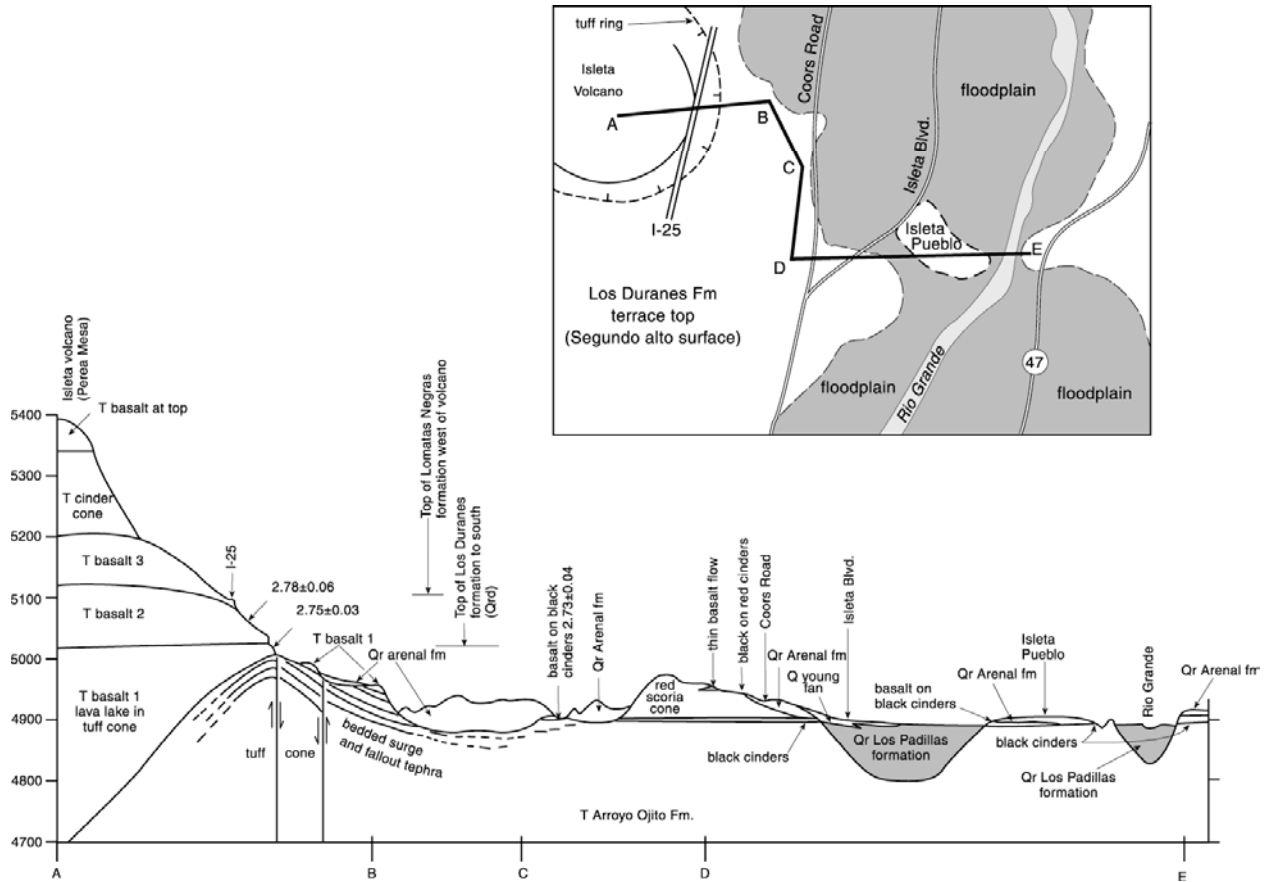 tuff ring
Isleta
Volcano
A
B
C
D
E
I-25
Coors Road
Isleta Blvd.
floodplain
Isleta
Pueblo
Los Duranes Fm
terrace top
(Segundo alto surface)
floodplain
Rio Grande
47
floodplain
Isleta volcano
(Perea Mesa)
T basalt at top
5400
5300
5200
5100
5000
4900
4800
4700
T cinder
cone
T basalt 3
T basalt 2
T basalt 1
lava lake in
tuff cone
I-25
2.78±0.06
2.75±0.03
T basalt 1
Qr arenal fm
Top of Lomatas Negras
formation west of volcano
Top of Los Duranes
formation to south
(Qrd)
tuff
cone
bedded surge
and fallout tephra
basalt on black
cinders 2.73±0.04
Qr Arenal fm
red
scoria
cone
thin basalt flow
black on red cinders
Coors Road
Qr Arenal fm
Q young
fan
Isleta Blvd.
black cinders
Qr Los Padillas
formation
basalt on
black cinders
Qr Arenal fm
Isleta
Pueblo
black cinders
Rio Grande
Qr Arenal fm
Qr Los Padillas
formation
T Arroyo Ojito Fm.
A
B
C
D
E